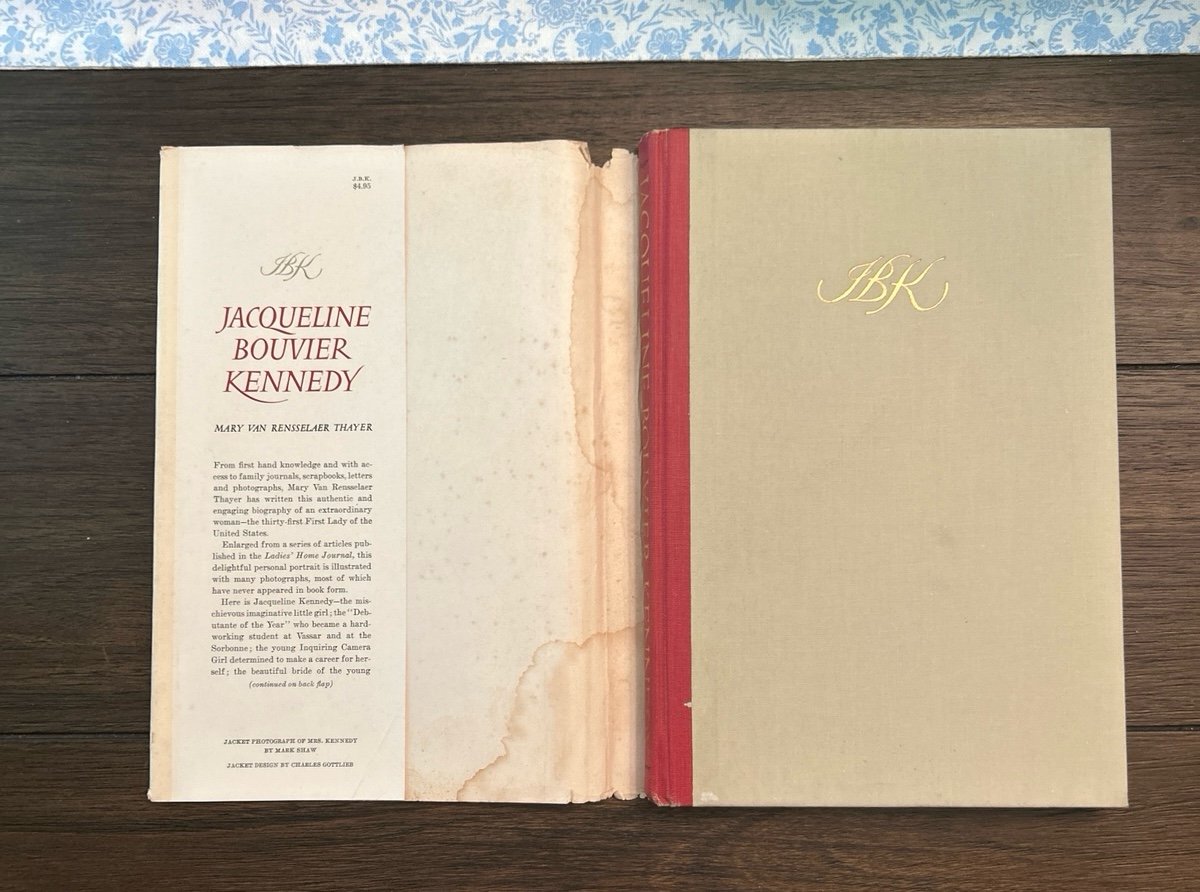 J.B.K.
$4.95
JBK
JACQUELINE
BOUVIER
KENNEDY
MARY VAN RENSSELAER THAYER
From first hand knowledge and with ac-
cess to family journals, scrapbooks, letters
and photographs, Mary Van Rensselaer
Thayer has written this authentic and
engaging biography of an extraordinary
woman—the thirty-first First Lady of the
United States.
Enlarged from a series of articles pub-
lished in the Ladies' Home Journal, this
delightful personal portrait is illustrated
with many photographs, most of which
have never appeared in book form.
Here is Jacqueline Kennedy—the mis-
chievous imaginative little girl; the "Deb-
utante of the Year" who became a hard-
working student at Vassar and at the
Sorbonne; the young Inquiring Camera
Girl determined to make a career for her-
self; the beautiful bride of the young
(continued on back flap)
JACKET PHOTOGRAPH OF MRS. KENNEDY
BY MARK SHAW
JACKET DESIGN BY CHARLES GOTTLIEB
JACQUELINE BOUVIER KENNE
JBK